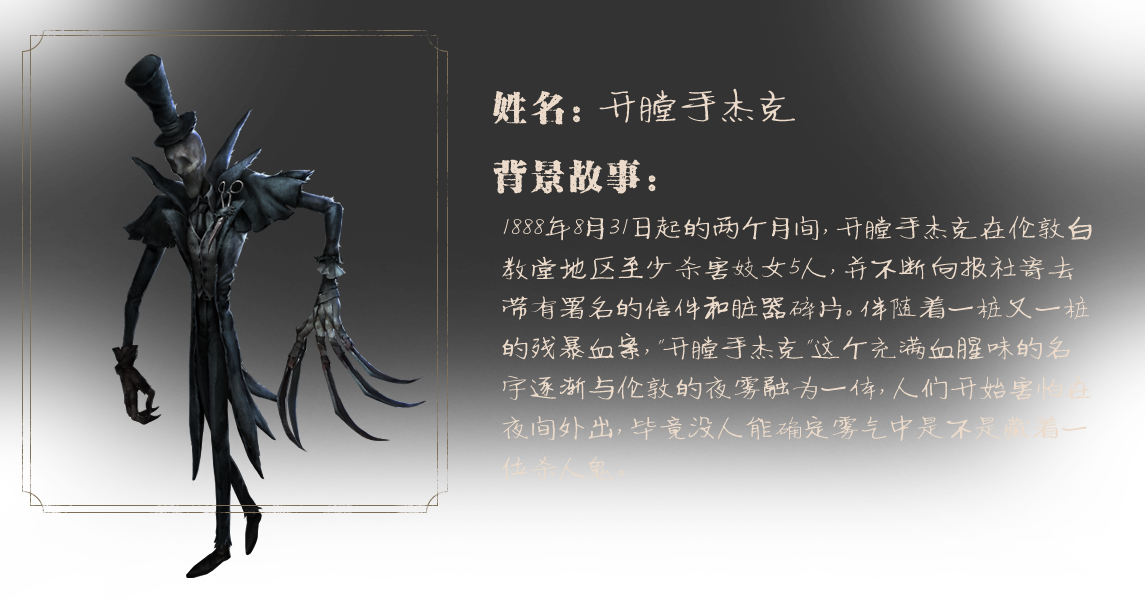 姓名：开膛手杰克
背景故事：
1888年8月31日起的两个月间，开膛手杰克在伦敦白
教堂地区至少杀害妓女5人，并不断向报社寄去
带有署名的信件和脏器碎片。伴随着一桩又一桩
的残暴血案，"开膛手杰克"这个充满血腥味的名
字逐渐与伦敦的夜雾融为一体，人们开始害怕在
夜间外出，毕竟没人能确定雾气中是不是藏着一
位杀人鬼。